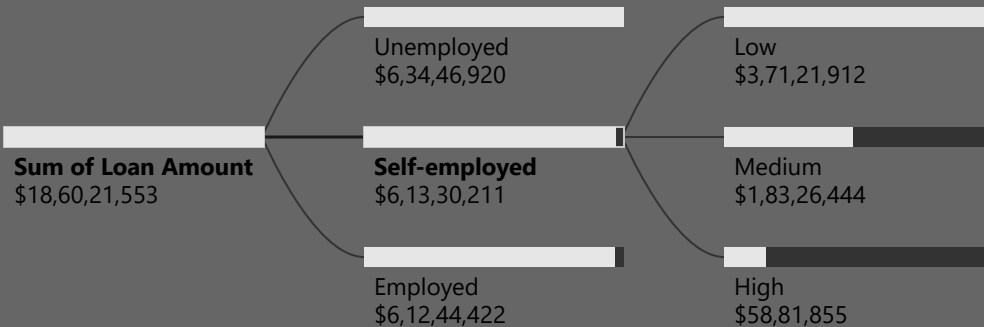 Unemployed
$6,34,46,920
Low
$3,71,21,912
Sum of Loan Amount
$18,60,21,553
Self-employed
$6,13,30,211
Medium
$1,83,26,444
Employed
$6,12,44,422
High
$58,81,855